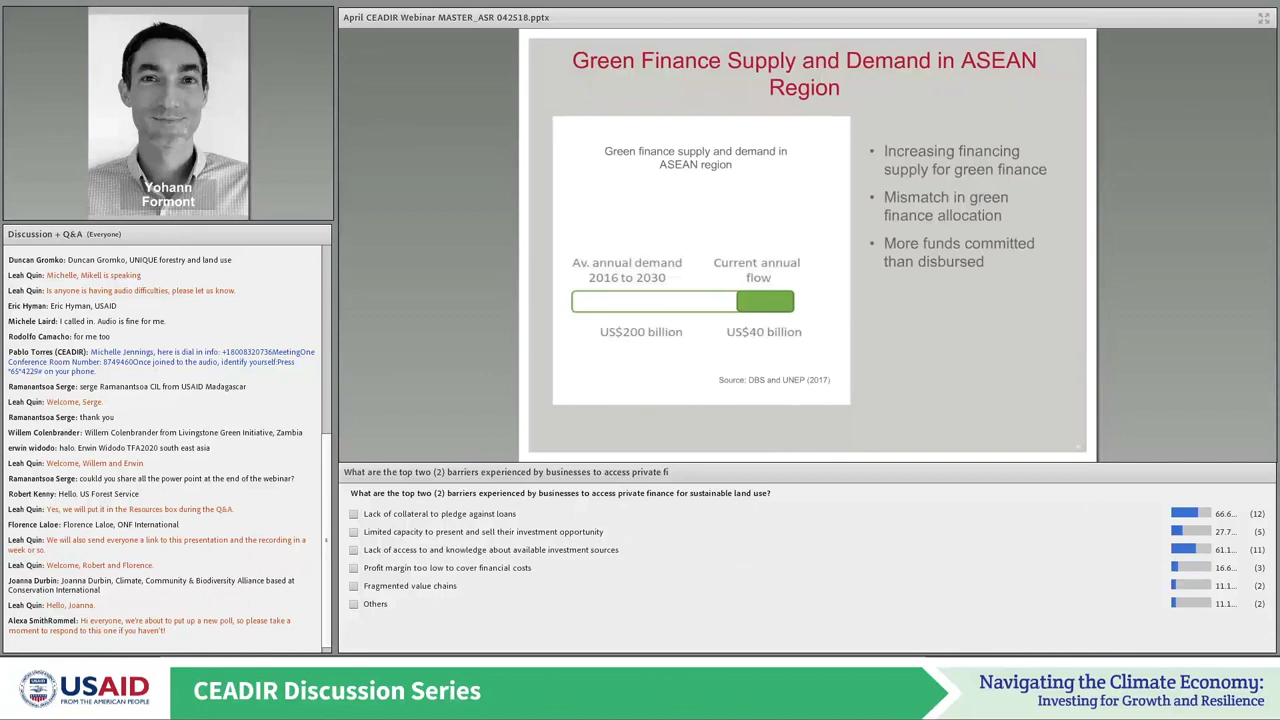 Yohann
Formont
Discussion + Q&A (Everyone)
Duncan Gromko: Duncan Gromko, UNIQUE forestry and land use
Leah Quin: Michelle, Mikell is speaking
Leah Quin: Is anyone is having audio difficulties, please let us know.
Eric Hyman: Eric Hyman, USAID
Michele Laird: I called in. Audio is fine for me.
Rodolfo Camacho: for me too
Pablo Torres (CEADIR): Michelle Jennings, here is dial in info: +18008320736MeetingOne
Conference Room Number: 8749460Once joined to the audio, identify yourself:Press
*65*4229# on your phone.
Ramanantsoa Serge: serge Ramanantsoa CIL from USAID Madagascar
Leah Quin: Welcome, Serge.
Ramanantsoa Serge: thank you
Willem Colenbrander: Willem Colenbrander from Livingstone Green Initiative, Zambia
erwin widodo: halo. Erwin Widodo TFA2020 south east asia
Leah Quin: Welcome, Willem and Erwin
Ramanantsoa Serge: couldl you share all the power point at the end of the webinar?
Robert Kenny: Hello. US Forest Service
Leah Quin: Yes, we will put it in the Resources box during the Q&A.
Florence Laloe: Florence Laloe, ONF International
Leah Quin: We will also send everyone a link to this presentation and the recording in a
week or so.
Leah Quin: Welcome, Robert and Florence.
Joanna Durbin: Joanna Durbin, Climate, Community & Biodiversity Alliance based at
Conservation International
Leah Quin: Hello, Joanna.
Alexa SmithRommel: Hi everyone, we're about to put up a new poll, so please take a
moment to respond to this one if you haven't!
April CEADIR Webinar MASTER_ASR 042518.pptx
Green Finance Supply and Demand in ASEAN
Region
Green finance supply and demand in
ASEAN region
Av. annual demand
2016 to 2030
Current annual
flow
US$200 billion
US$40 billion
Source: DBS and UNEP (2017)
• Increasing financing
supply for green finance
• Mismatch in green
finance allocation
• More funds committed
than disbursed
What are the top two (2) barriers experienced by businesses to access private fi
What are the top two (2) barriers experienced by businesses to access private finance for sustainable land use?
Lack of collateral to pledge against loans 66.6... (12)
Limited capacity to present and sell their investment opportunity 27.7... (5)
Lack of access to and knowledge about available investment sources 61.1... (11)
Profit margin too low to cover financial costs 16.6... (3)
Fragmented value chains 11.1... (2)
Others 11.1... (2)
USAID
FROM THE AMERICAN PEOPLE
CEADIR Discussion Series
Navigating the Climate Economy:
Investing for Growth and Resilience